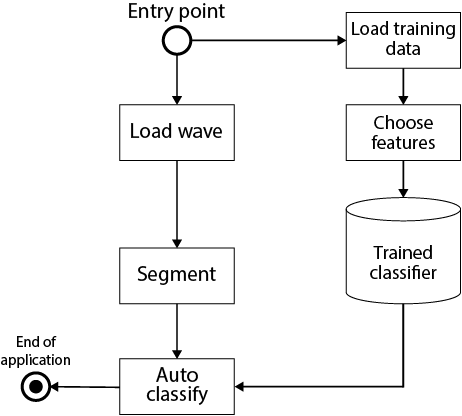 Entry point
Load training
data
Load wave
Choose
features
Trained
classifier
Segment
End of
application
Auto
classify